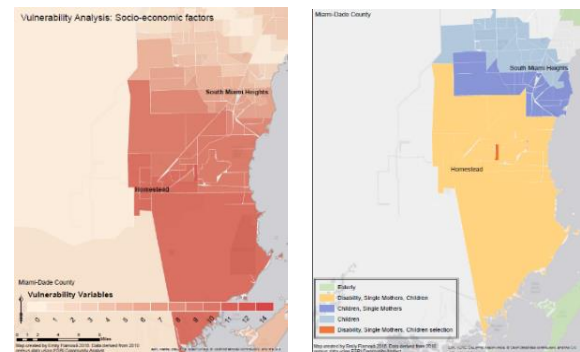 Vulnerability Analysis: Socio-economic factors
South Miami Heights
Homestead
Miami-Dade County
Vulnerability Variables
0 1 2 3 4 5 6 7 8 9 10 11 12 14
Miami-Dade County
South Miami Heights
Homestead
Elderly
Disability, Single Mothers, Children
Children, Single Mothers
Children
Disability, Single Mothers, Children selection